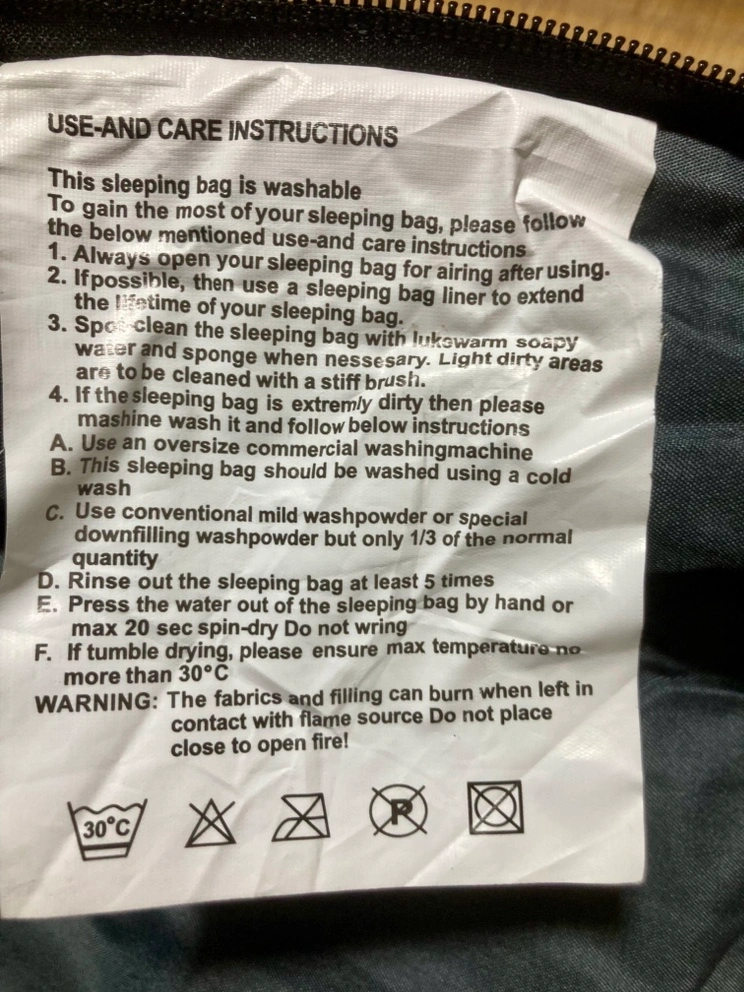 USE-AND CARE INSTRUCTIONS
This sleeping bag is washable
To gain the most of your sleeping bag, please follow
the below mentioned use-and care instructions
1. Always open your sleeping bag for airing after using.
2. Ifpossible, then use a sleeping bag liner to extend
the lifetime of your sleeping bag.
3. Spot clean the sleeping bag with lukewarm soapy
water and sponge when nessesary. Light dirty areas
are to be cleaned with a stiff brush.
4. If the sleeping bag is extremly dirty then please
mashine wash it and follow below instructions
A. Use an oversize commercial washingmachine
B. This sleeping bag should be washed using a cold
wash
C. Use conventional mild washpowder or special
downfilling washpowder but only 1/3 of the normal
quantity
D. Rinse out the sleeping bag at least 5 times
E. Press the water out of the sleeping bag by hand or
max 20 sec spin-dry Do not wring
F. If tumble drying, please ensure max temperature no
more than 30°C
WARNING: The fabrics and filling can burn when left in
contact with flame source Do not place
close to open fire!
30°C
P